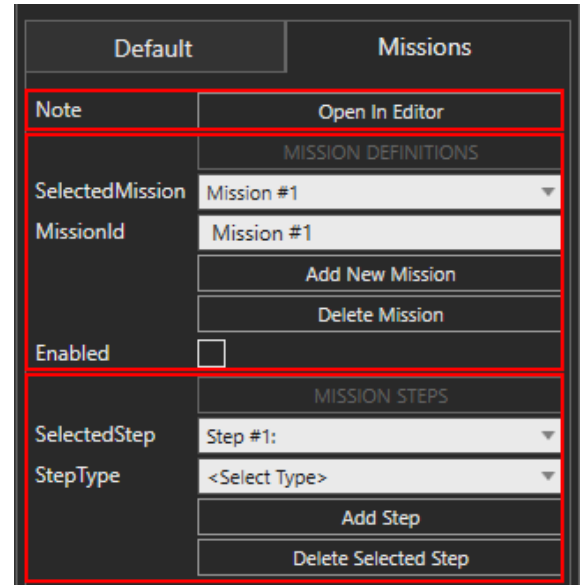 Default Missions
Note Open In Editor
MISSION DEFINITIONS
SelectedMission Mission #1
MissionId Mission #1
Add New Mission
Delete Mission
Enabled
MISSION STEPS
SelectedStep Step #1:
StepType <Select Type>
Add Step
Delete Selected Step